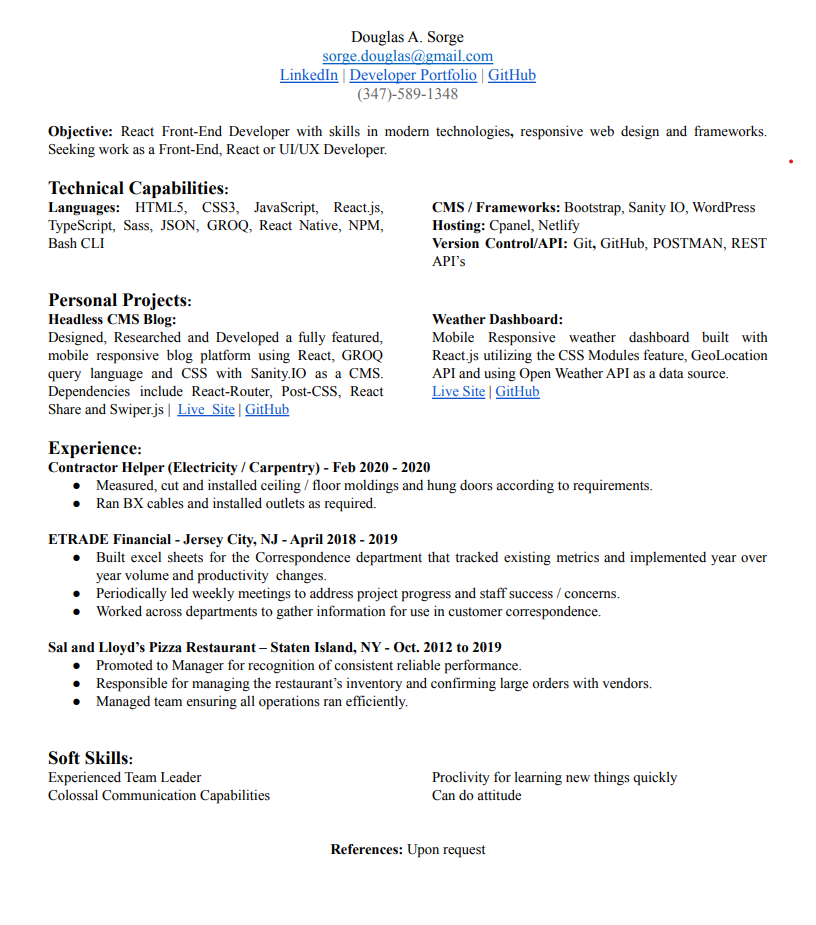 Douglas A. Sorge
sorge.douglas@gmail.com
LinkedIn | Developer Portfolio | GitHub
(347)-589-1348
Objective: React Front-End Developer with skills in modern technologies, responsive web design and frameworks.
Seeking work as a Front-End, React or UI/UX Developer.
Technical Capabilities:
Languages: HTML5, CSS3, JavaScript, React.js,
TypeScript, Sass, JSON, GROQ, React Native, NPM,
Bash CLI
CMS / Frameworks: Bootstrap, Sanity IO, WordPress
Hosting: Cpanel, Netlify
Version Control/API: Git, GitHub, POSTMAN, REST
API's
Personal Projects:
Headless CMS Blog:
Designed, Researched and Developed a fully featured,
mobile responsive blog platform using React, GROQ
query language and CSS with Sanity.IO as a CMS.
Dependencies include React-Router, Post-CSS, React
Share and Swiper.js | Live Site | GitHub
Weather Dashboard:
Mobile Responsive weather dashboard built with
React.js utilizing the CSS Modules feature, GeoLocation
API and using Open Weather API as a data source.
Live Site | GitHub
Experience:
Contractor Helper (Electricity / Carpentry) - Feb 2020 - 2020
● Measured, cut and installed ceiling / floor moldings and hung doors according to requirements.
● Ran BX cables and installed outlets as required.
ETRADE Financial - Jersey City, NJ - April 2018 - 2019
● Built excel sheets for the Correspondence department that tracked existing metrics and implemented year over
year volume and productivity changes.
● Periodically led weekly meetings to address project progress and staff success / concerns.
● Worked across departments to gather information for use in customer correspondence.
Sal and Lloyd's Pizza Restaurant – Staten Island, NY - Oct. 2012 to 2019
● Promoted to Manager for recognition of consistent reliable performance.
● Responsible for managing the restaurant's inventory and confirming large orders with vendors.
● Managed team ensuring all operations ran efficiently.
Soft Skills:
Experienced Team Leader
Colossal Communication Capabilities
Proclivity for learning new things quickly
Can do attitude
References: Upon request